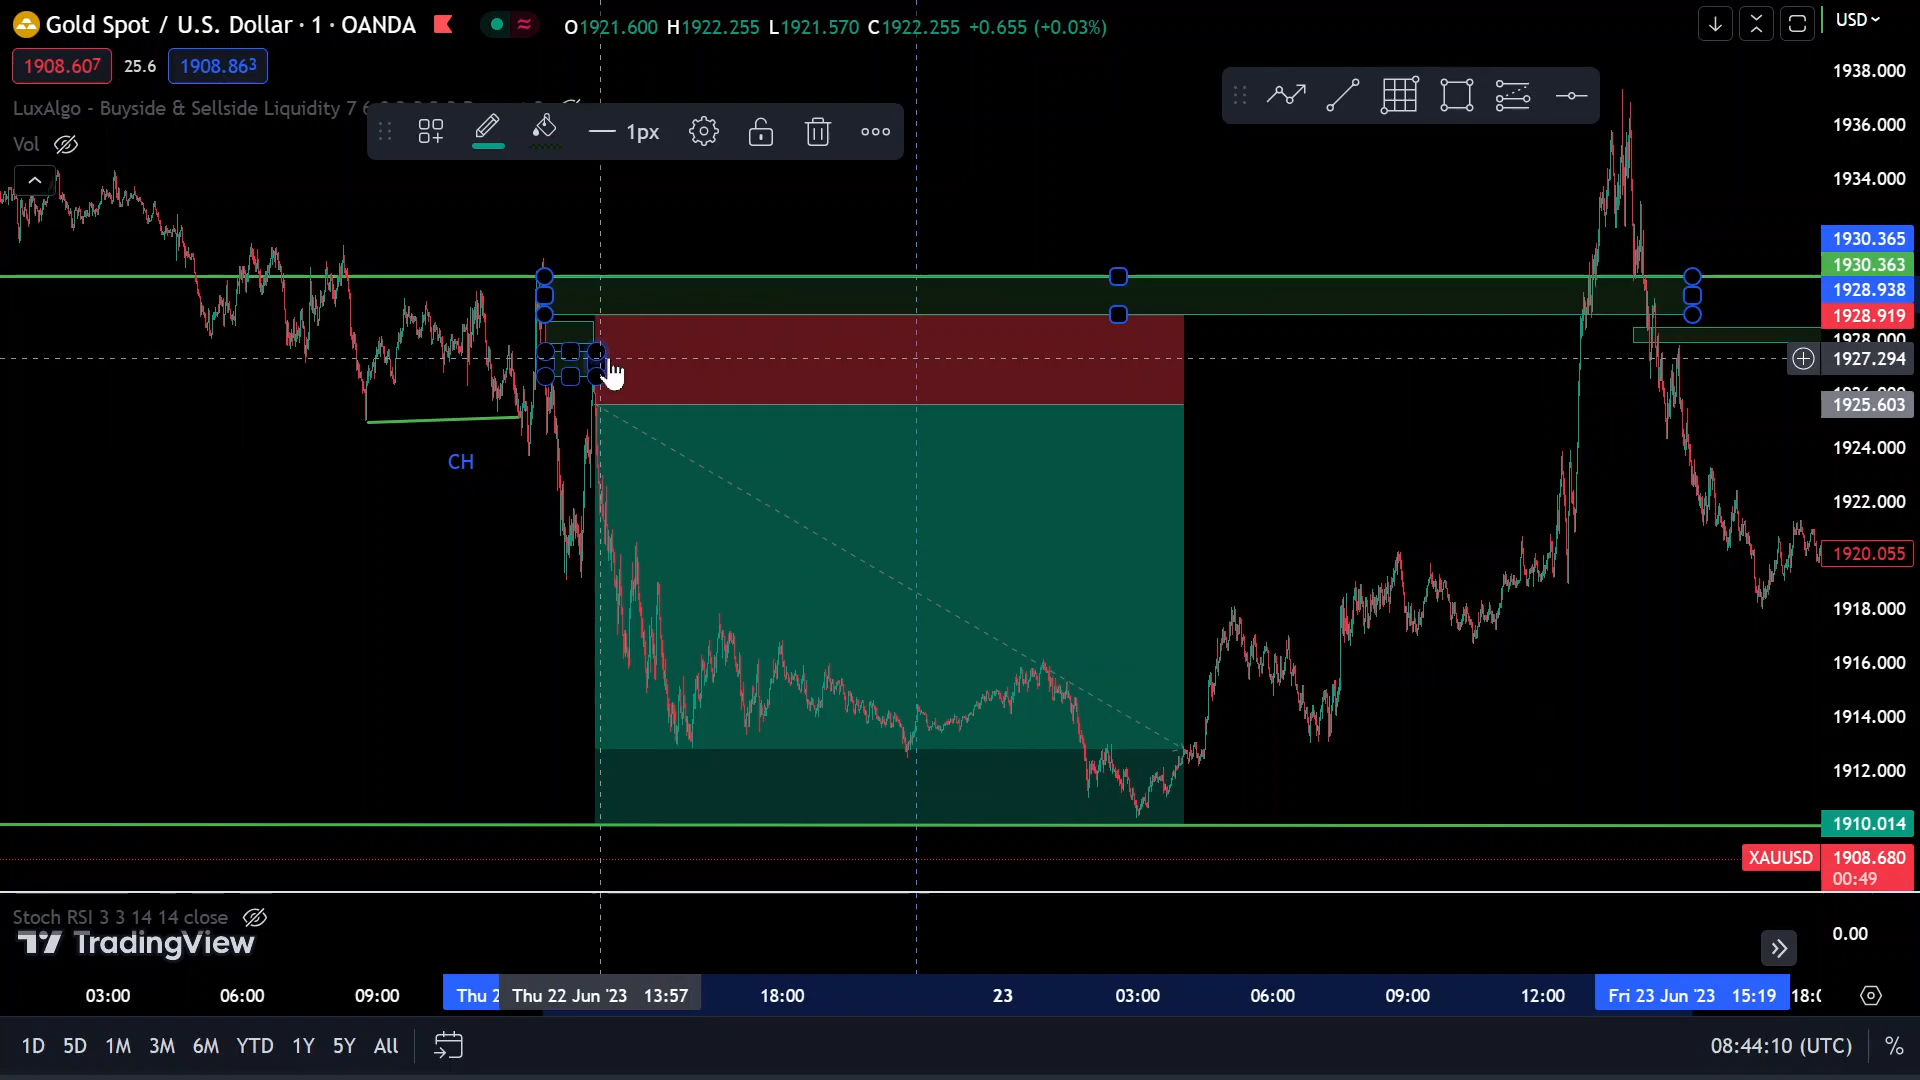 Gold Spot / U.S. Dollar · 1 · OANDA
O1921.600 H1922.255 L1921.570 C1922.255 +0.655 (+0.03%)
USD
1908.607 25.6 1908.863
LuxAlgo - Buyside & Sellside Liquidity
Vol
1px
1938.000
1936.000
1934.000
1930.365
1930.363
1928.938
1928.919
1928.000
1927.294
1926.000
1925.603
1924.000
1922.000
1920.055
1918.000
1916.000
1914.000
1912.000
1910.014
XAUUSD 1908.680
00:49
CH
Stoch RSI 3 3 14 14 close
TradingView
0.00
03:00 06:00 09:00 Thu 2 Thu 22 Jun '23 13:57 18:00 23 03:00 06:00 09:00 12:00 Fri 23 Jun '23 15:19 18:0
1D 5D 1M 3M 6M YTD 1Y 5Y All
08:44:10 (UTC) %